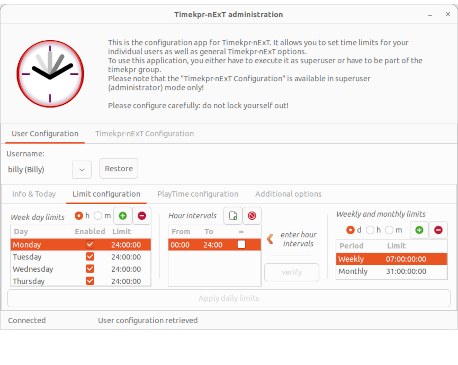 Timekpr-nExT administration
This is the configuration app for Timekpr-nExT. It allows you to set time limits for your
individual users as well as general Timekpr-nExT options.
To use this application, you either have to execute it as superuser or have to be part of the
timekpr group.
Please note that the "Timekpr-nExT Configuration" is available in superuser
(administrator) mode only!
Please configure carefully: do not lock yourself out!
User Configuration Timekpr-nExT Configuration
Username:
billy (Billy) Restore
Info & Today Limit configuration PlayTime configuration Additional options
Week day limits h m
Day Enabled Limit
Monday 24:00:00
Tuesday 24:00:00
Wednesday 24:00:00
Thursday 24:00:00
Hour intervals
From To ∞
00:00 24:00
enter hour
intervals
verify
Weekly and monthly limits
d h m
Period Limit
Weekly 07:00:00:00
Monthly 31:00:00:00
Apply daily limits
Connected User configuration retrieved